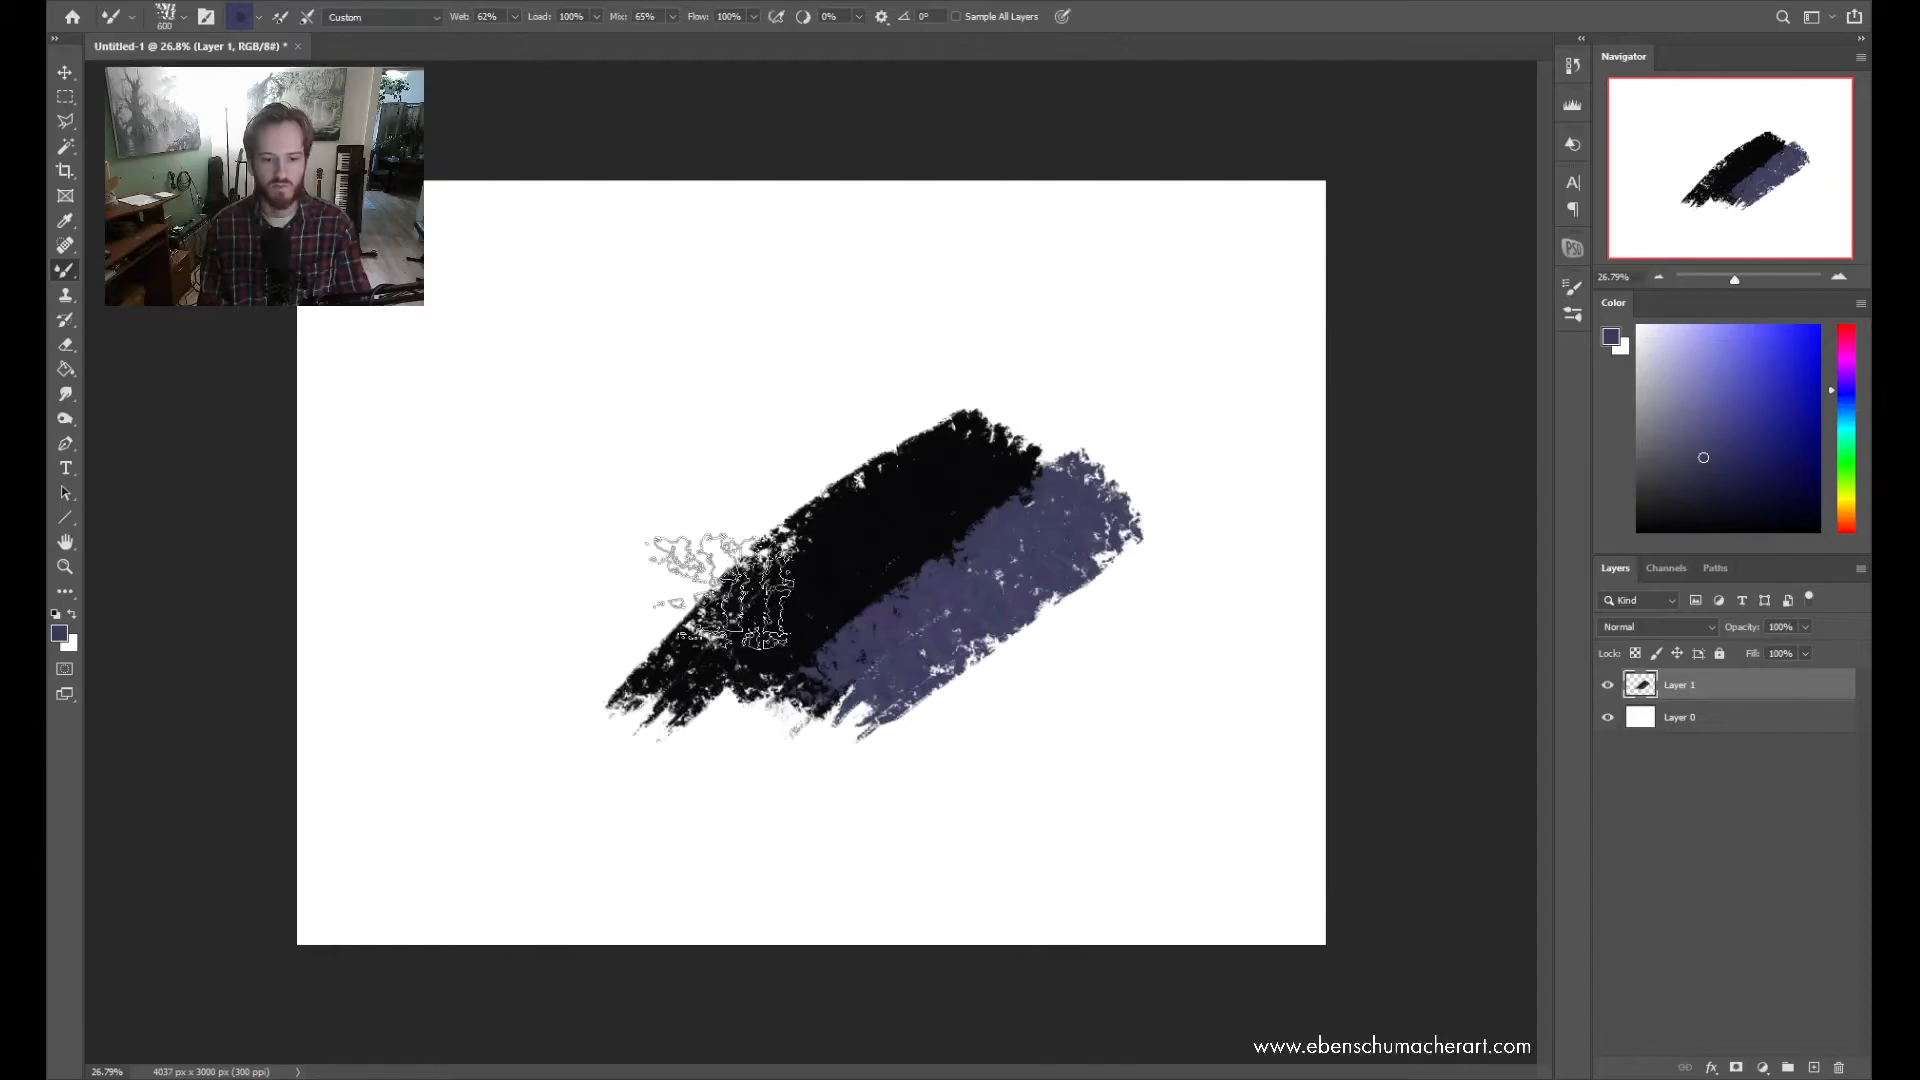 Custom Wet: 62% Load: 100% Mix: 65% Flow: 100% 0% 0° Sample All Layers
600
Untitled-1 @ 26.8% (Layer 1, RGB/8#) * ×
Navigator
26.79%
Color
Layers Channels Paths
Kind
Normal Opacity: 100%
Lock: Fill: 100%
Layer 1
Layer 0
www.ebenschumacherart.com
26.79% 4037 px x 3000 px (300 ppi)